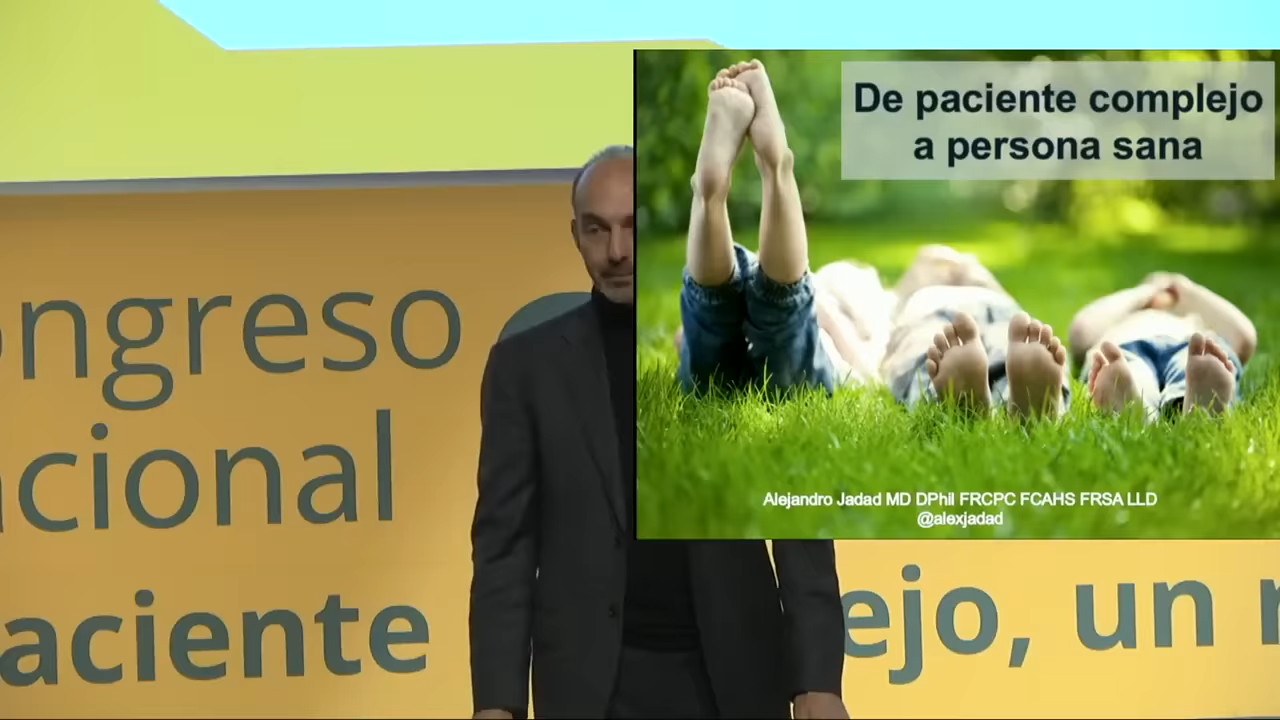 ongreso
acional
aciente
ejo, un
De paciente complejo
a persona sana
Alejandro Jadad MD DPhil FRCPC FCAHS FRSA LLD
@alexjadad